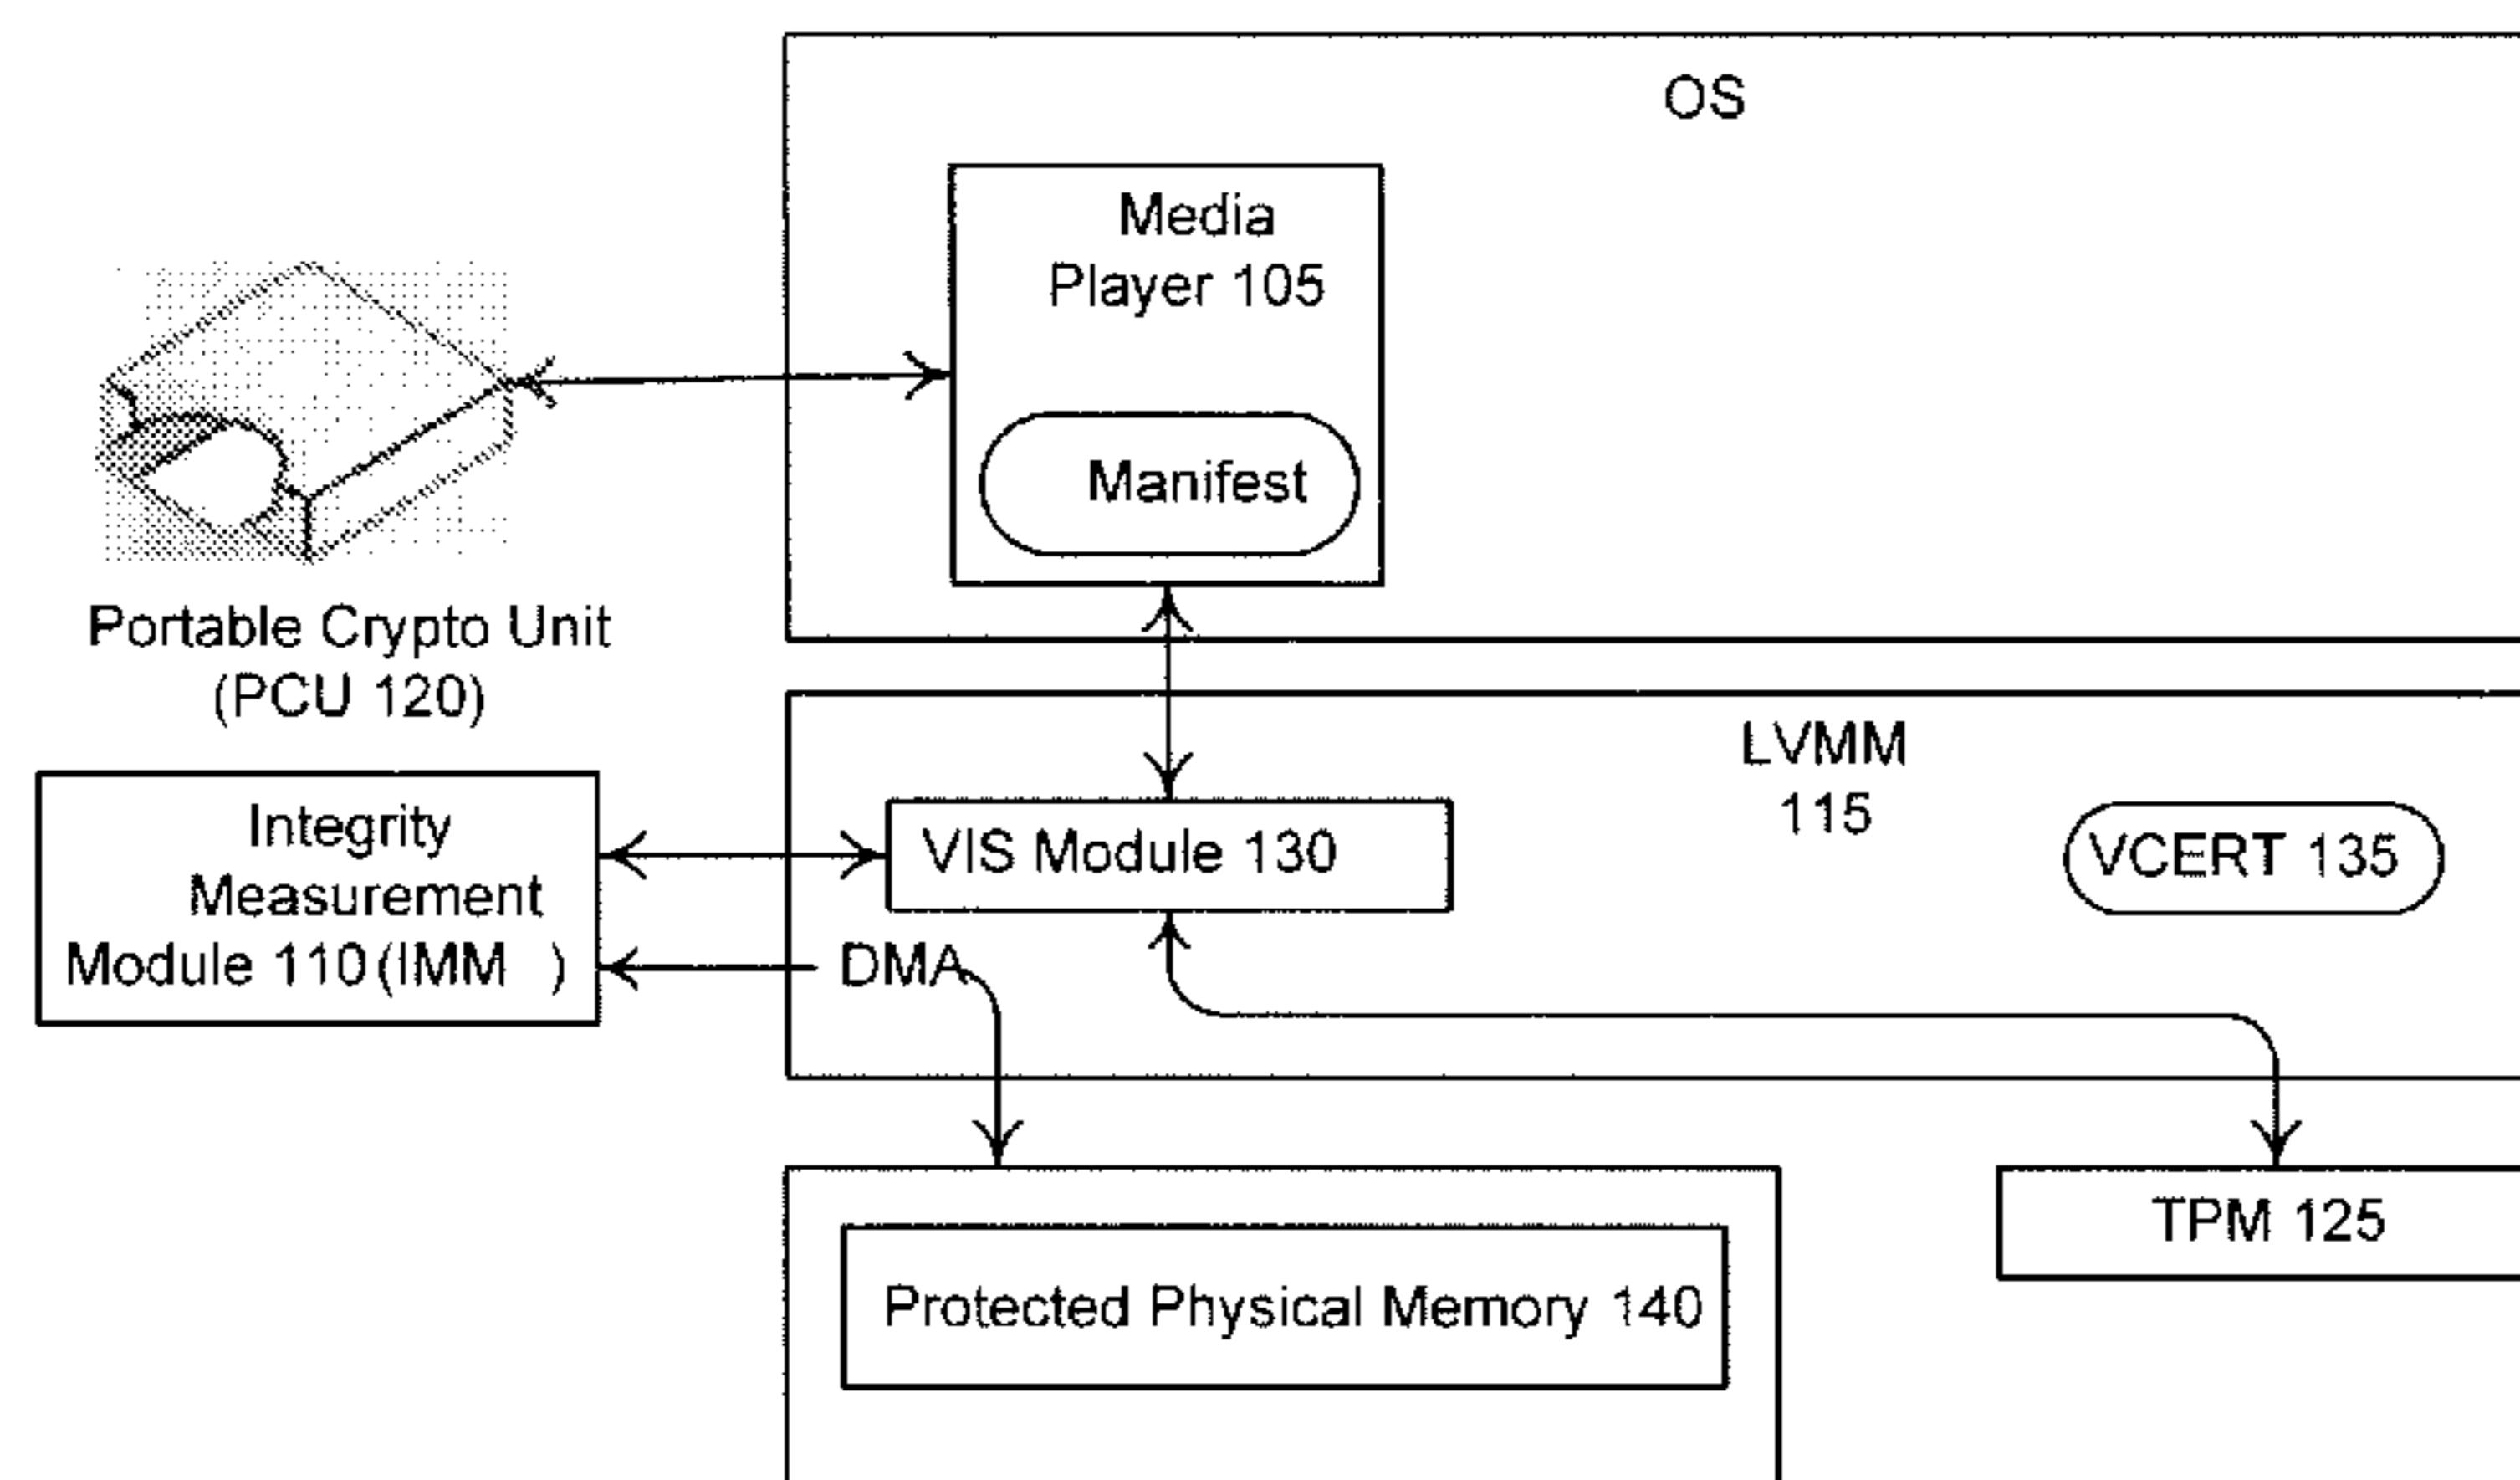 OS
Media
Player 105
Manifest
Portable Crypto Unit
(PCU 120)
LVMM
115
Integrity
Measurement
Module 110 (IMM )
VIS Module 130
VCERT 135
DMA
TPM 125
Protected Physical Memory 140